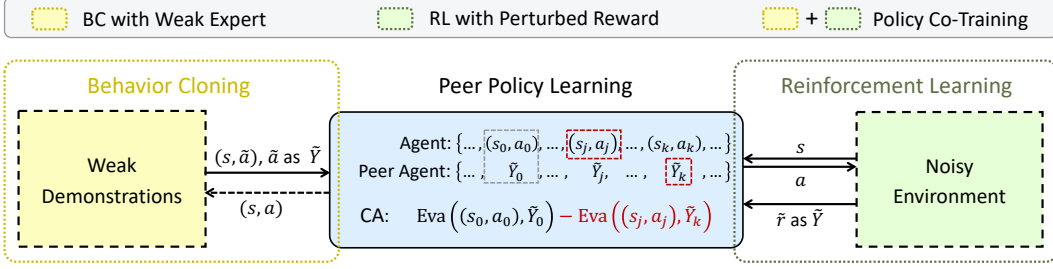 BC with Weak Expert
RL with Perturbed Reward
+
Policy Co-Training
Behavior Cloning
Peer Policy Learning
Reinforcement Learning
Weak
Demonstrations
(s, ã), ã as Ỹ
(s, a)
Agent: {… , (s₀, a₀), … , (sⱼ, aⱼ), … , (sₖ, aₖ), … }
Peer Agent: {… , Ỹ₀ , … , Ỹⱼ, … , Ỹₖ , … }
CA: Eva ((s₀, a₀), Ỹ₀) − Eva ((sⱼ, aⱼ), Ỹₖ)
s
a
r̃ as Ỹ
Noisy
Environment